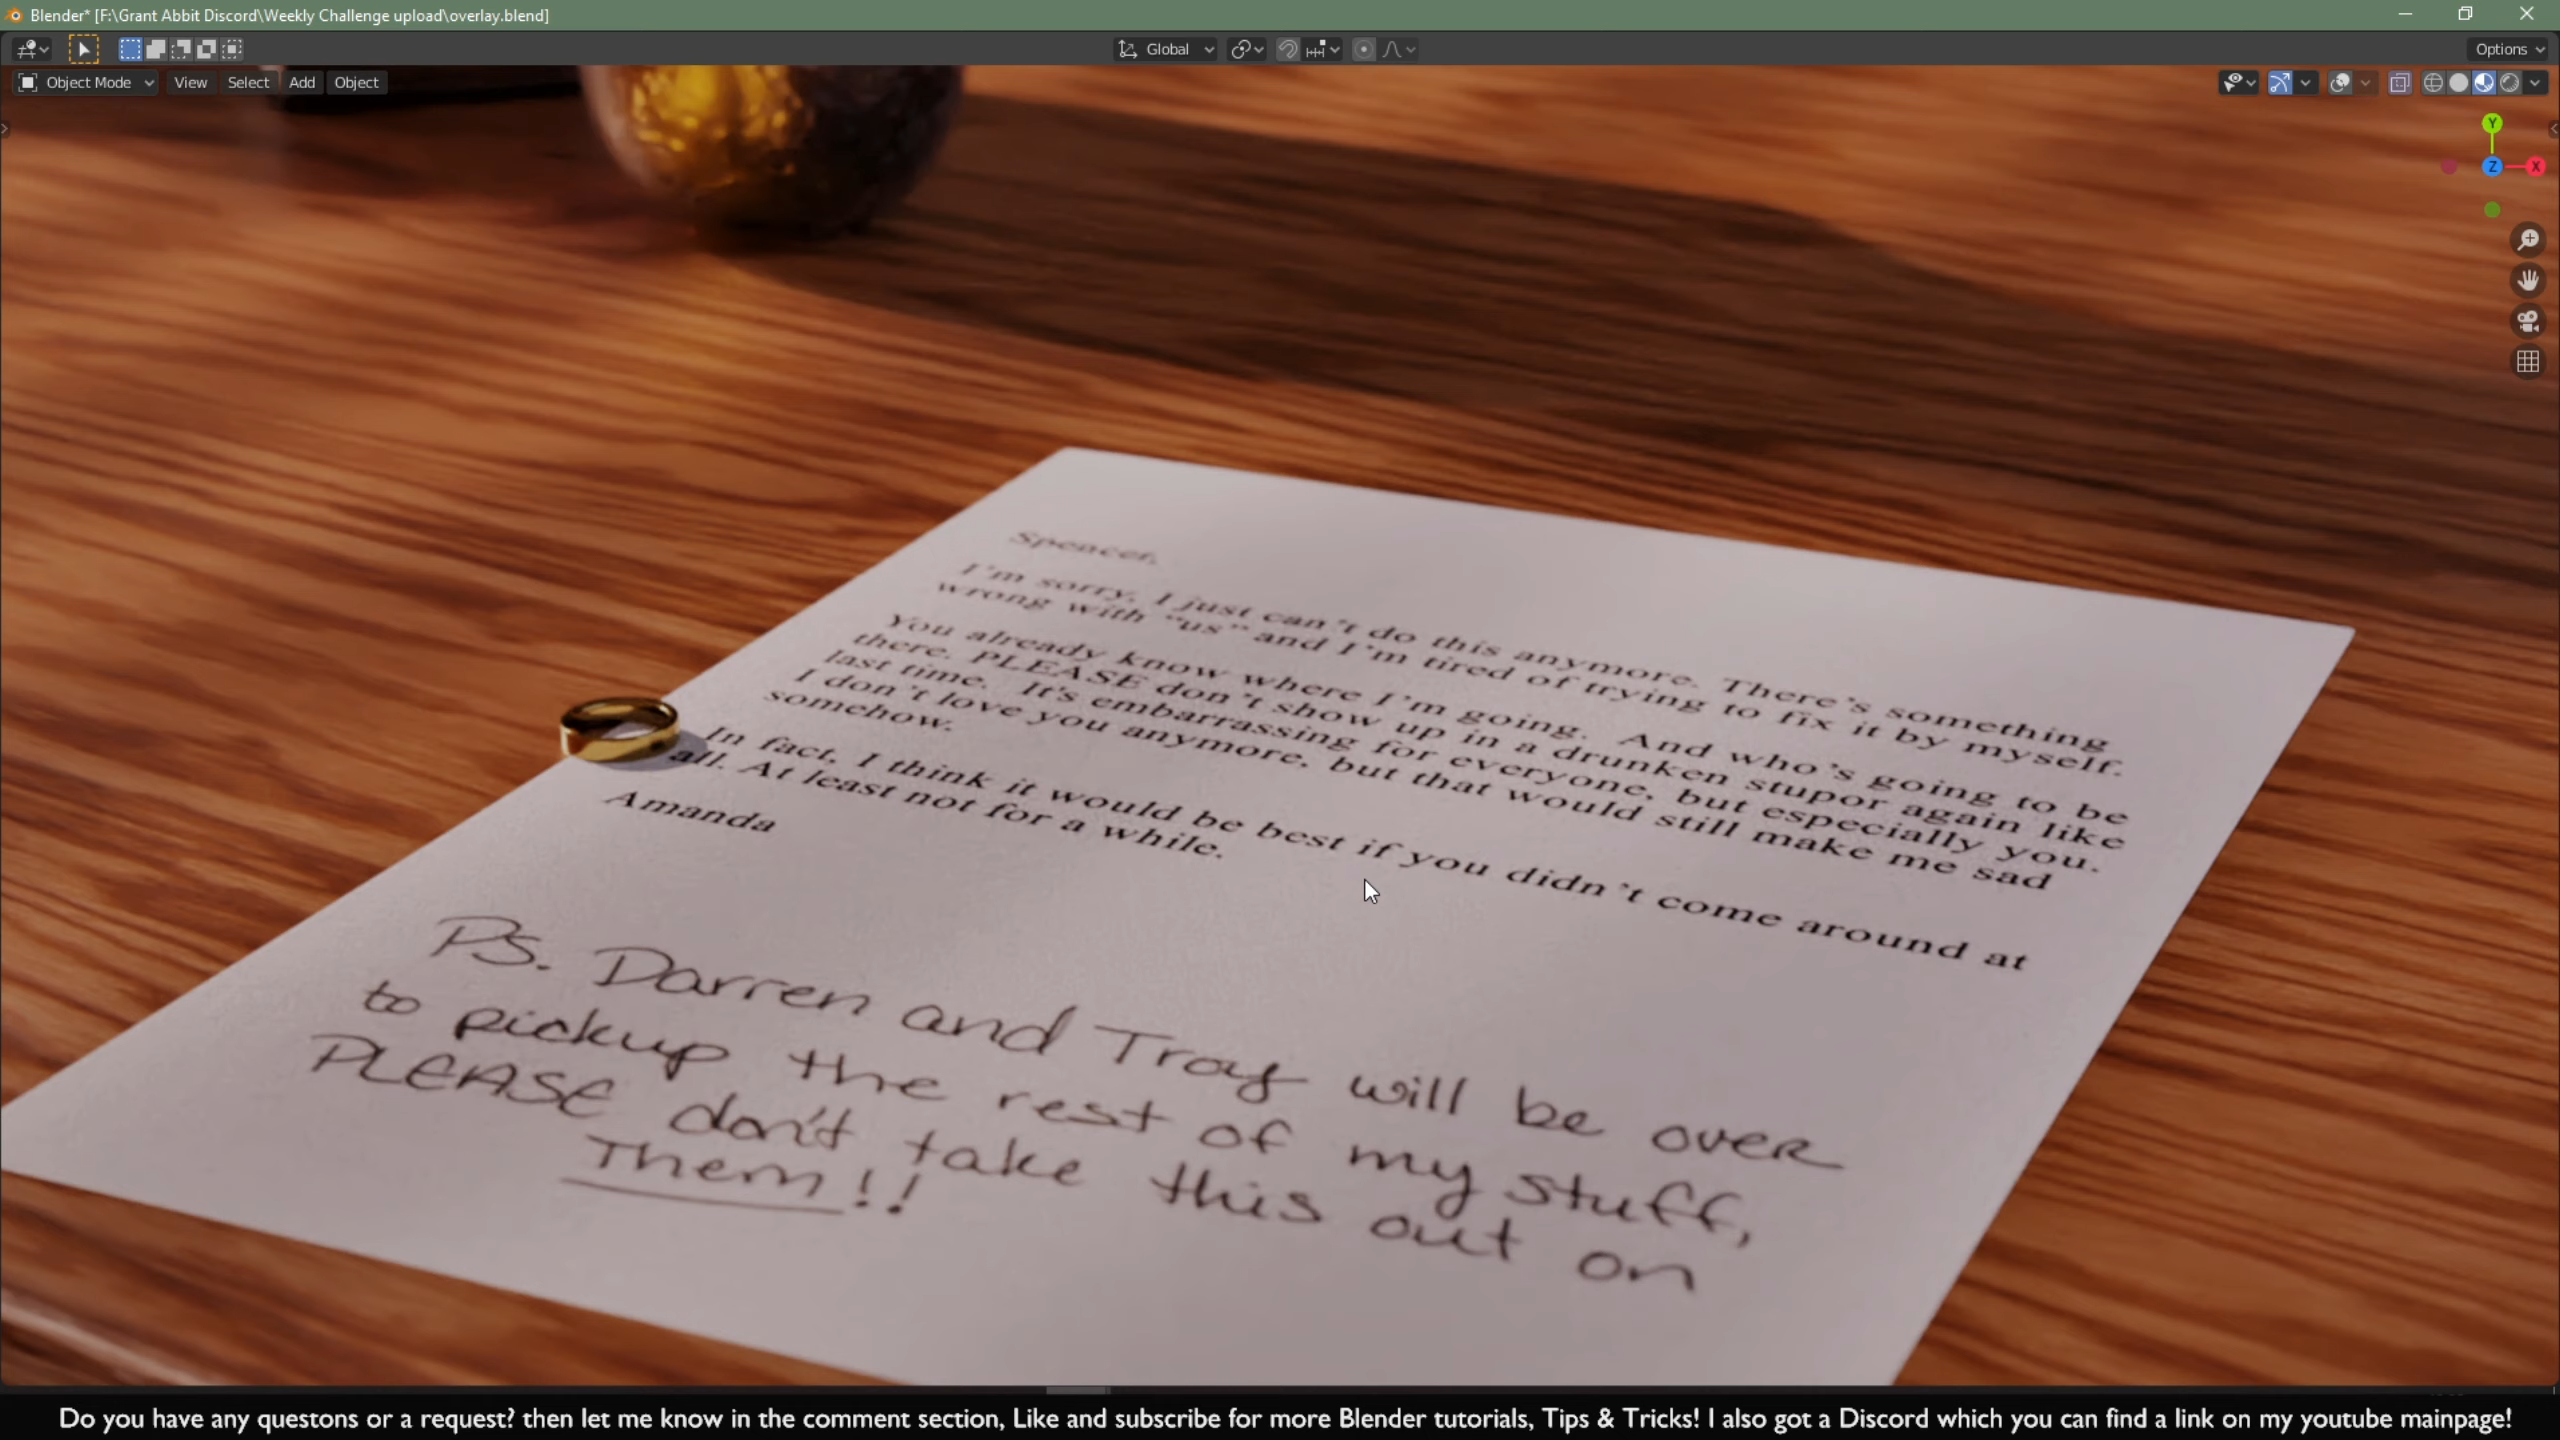 Blender* [F:\Grant Abbit Discord\Weekly Challenge upload\overlay.blend]
Global
Options
Object Mode View Select Add Object
Y
Z X
Spencer,
I'm sorry, I just can't do this anymore. There's something
wrong with "us" and I'm tired of trying to fix it by myself.
You already know where I'm going. And who's going to be
there. PLEASE don't show up in a drunken stupor again like
last time. It's embarrassing for everyone, but especially you.
I don't love you anymore, but that would still make me sad
somehow.
In fact, I think it would be best if you didn't come around at
all. At least not for a while.
Amanda
PS. Darren and Troy will be over
to pickup the rest of my stuff,
PLEASE don't take this out on
Them!!
Do you have any questons or a request? then let me know in the comment section, Like and subscribe for more Blender tutorials, Tips & Tricks! I also got a Discord which you can find a link on my youtube mainpage!